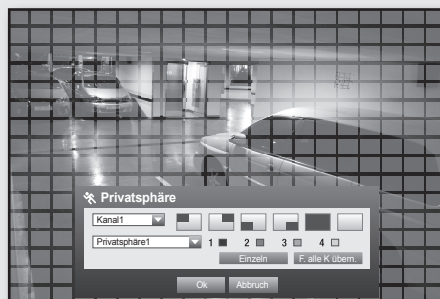 Privatsphäre
Kanal1
Privatsphäre1 1 2 3 4
Einzeln F. alle K übern.
Ok Abbruch